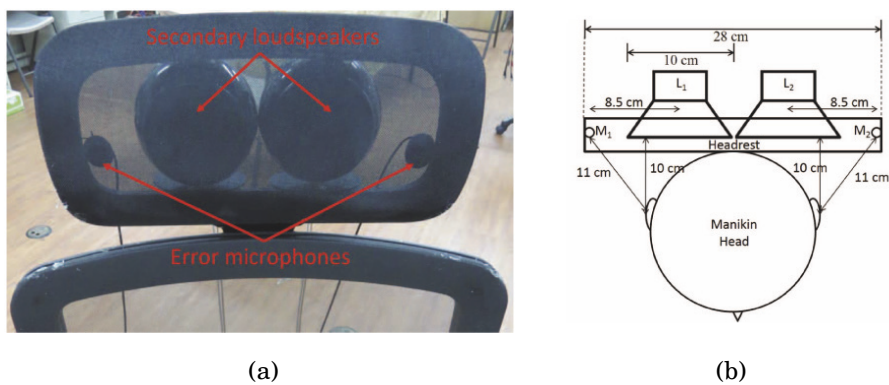 Secondary loudspeakers
Error microphones
(a)
28 cm
10 cm
L1
L2
8.5 cm
8.5 cm
M1
M2
Headrest
11 cm
10 cm
10 cm
11 cm
Manikin
Head
(b)